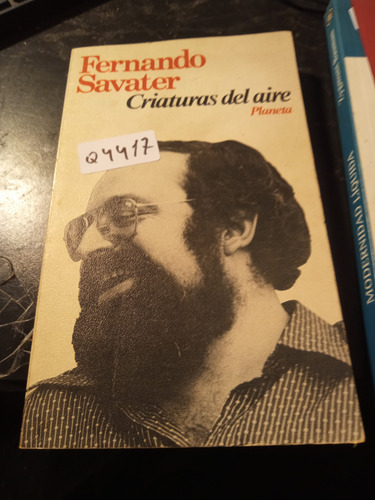 Fernando
Savater
Criaturas del aire
Planeta
Q4417
MODERNIDAD LÍQUIDA